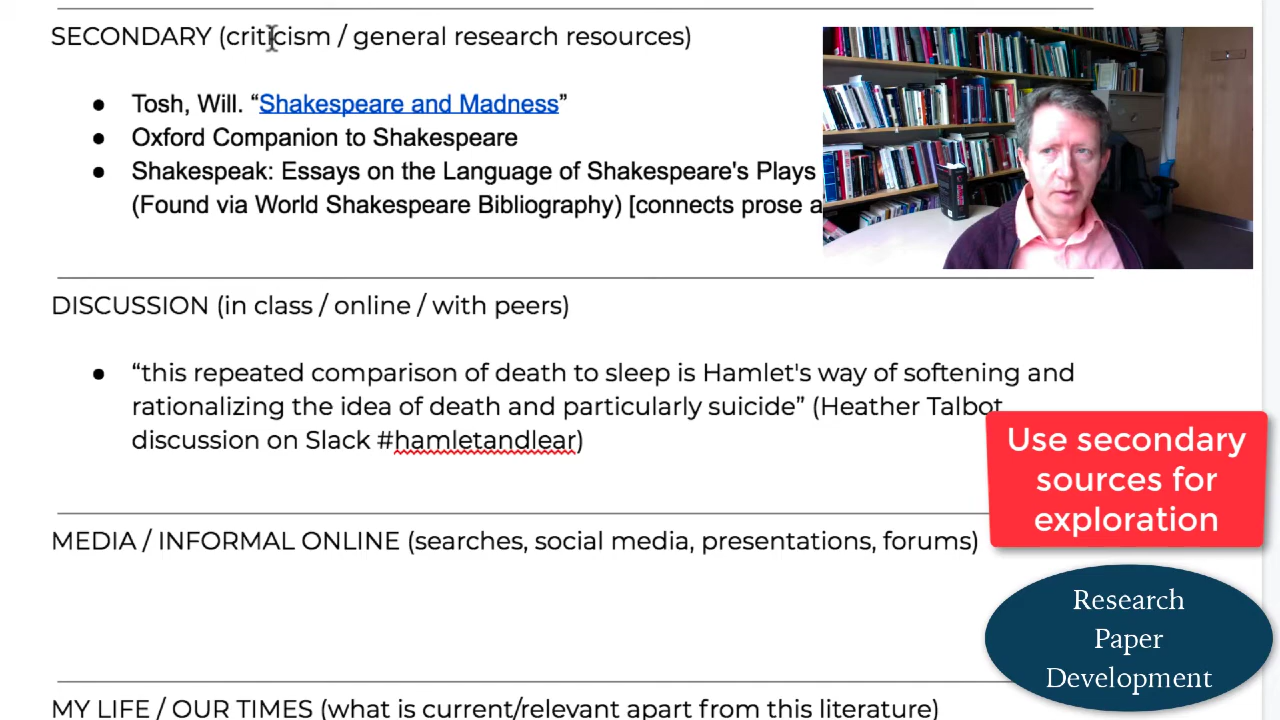 SECONDARY (criticism / general research resources)
● Tosh, Will. “Shakespeare and Madness”
● Oxford Companion to Shakespeare
● Shakespeak: Essays on the Language of Shakespeare's Plays
(Found via World Shakespeare Bibliography) [connects prose a
DISCUSSION (in class / online / with peers)
● “this repeated comparison of death to sleep is Hamlet's way of softening and
rationalizing the idea of death and particularly suicide” (Heather Talbot
discussion on Slack #hamletandlear)
Use secondary
sources for
exploration
MEDIA / INFORMAL ONLINE (searches, social media, presentations, forums)
Research
Paper
Development
MY LIFE / OUR TIMES (what is current/relevant apart from this literature)